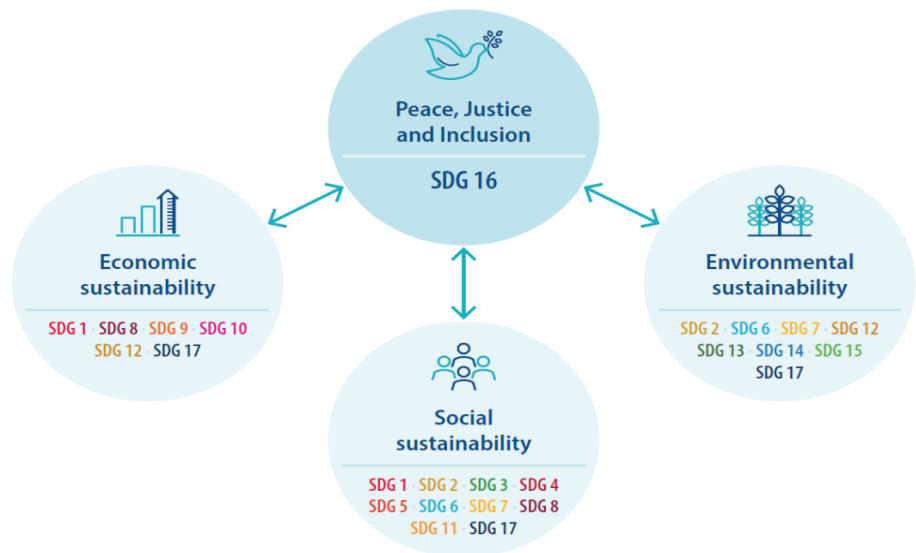 Peace, Justice
and Inclusion
SDG 16
Economic
sustainability
SDG 1 · SDG 8 · SDG 9 · SDG 10
SDG 12 · SDG 17
Environmental
sustainability
SDG 2 · SDG 6 · SDG 7 · SDG 12
SDG 13 · SDG 14 · SDG 15
SDG 17
Social
sustainability
SDG 1 · SDG 2 · SDG 3 · SDG 4
SDG 5 · SDG 6 · SDG 7 · SDG 8
SDG 11 · SDG 17